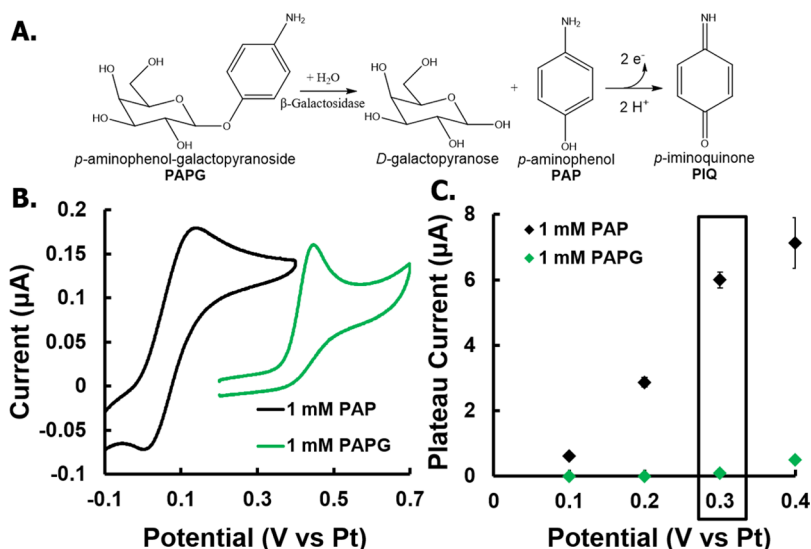 A.
NH₂
OH
OH
O
HO
O
OH
+ H₂O
β-Galactosidase
OH
OH
O
HO
OH
OH
+
NH₂
OH
2 e⁻
2 H⁺
NH
O
p-aminophenol-galactopyranoside
PAPG
D-galactopyranose
p-aminophenol
PAP
p-iminoquinone
PIQ
B.
Current (µA)
0.2
0.15
0.1
0.05
0
-0.05
-0.1
-0.1 0.1 0.3 0.5 0.7
1 mM PAP
1 mM PAPG
Potential (V vs Pt)
C.
Plateau Current (µA)
8
6
4
2
0
0 0.1 0.2 0.3 0.4
1 mM PAP
1 mM PAPG
Potential (V vs Pt)